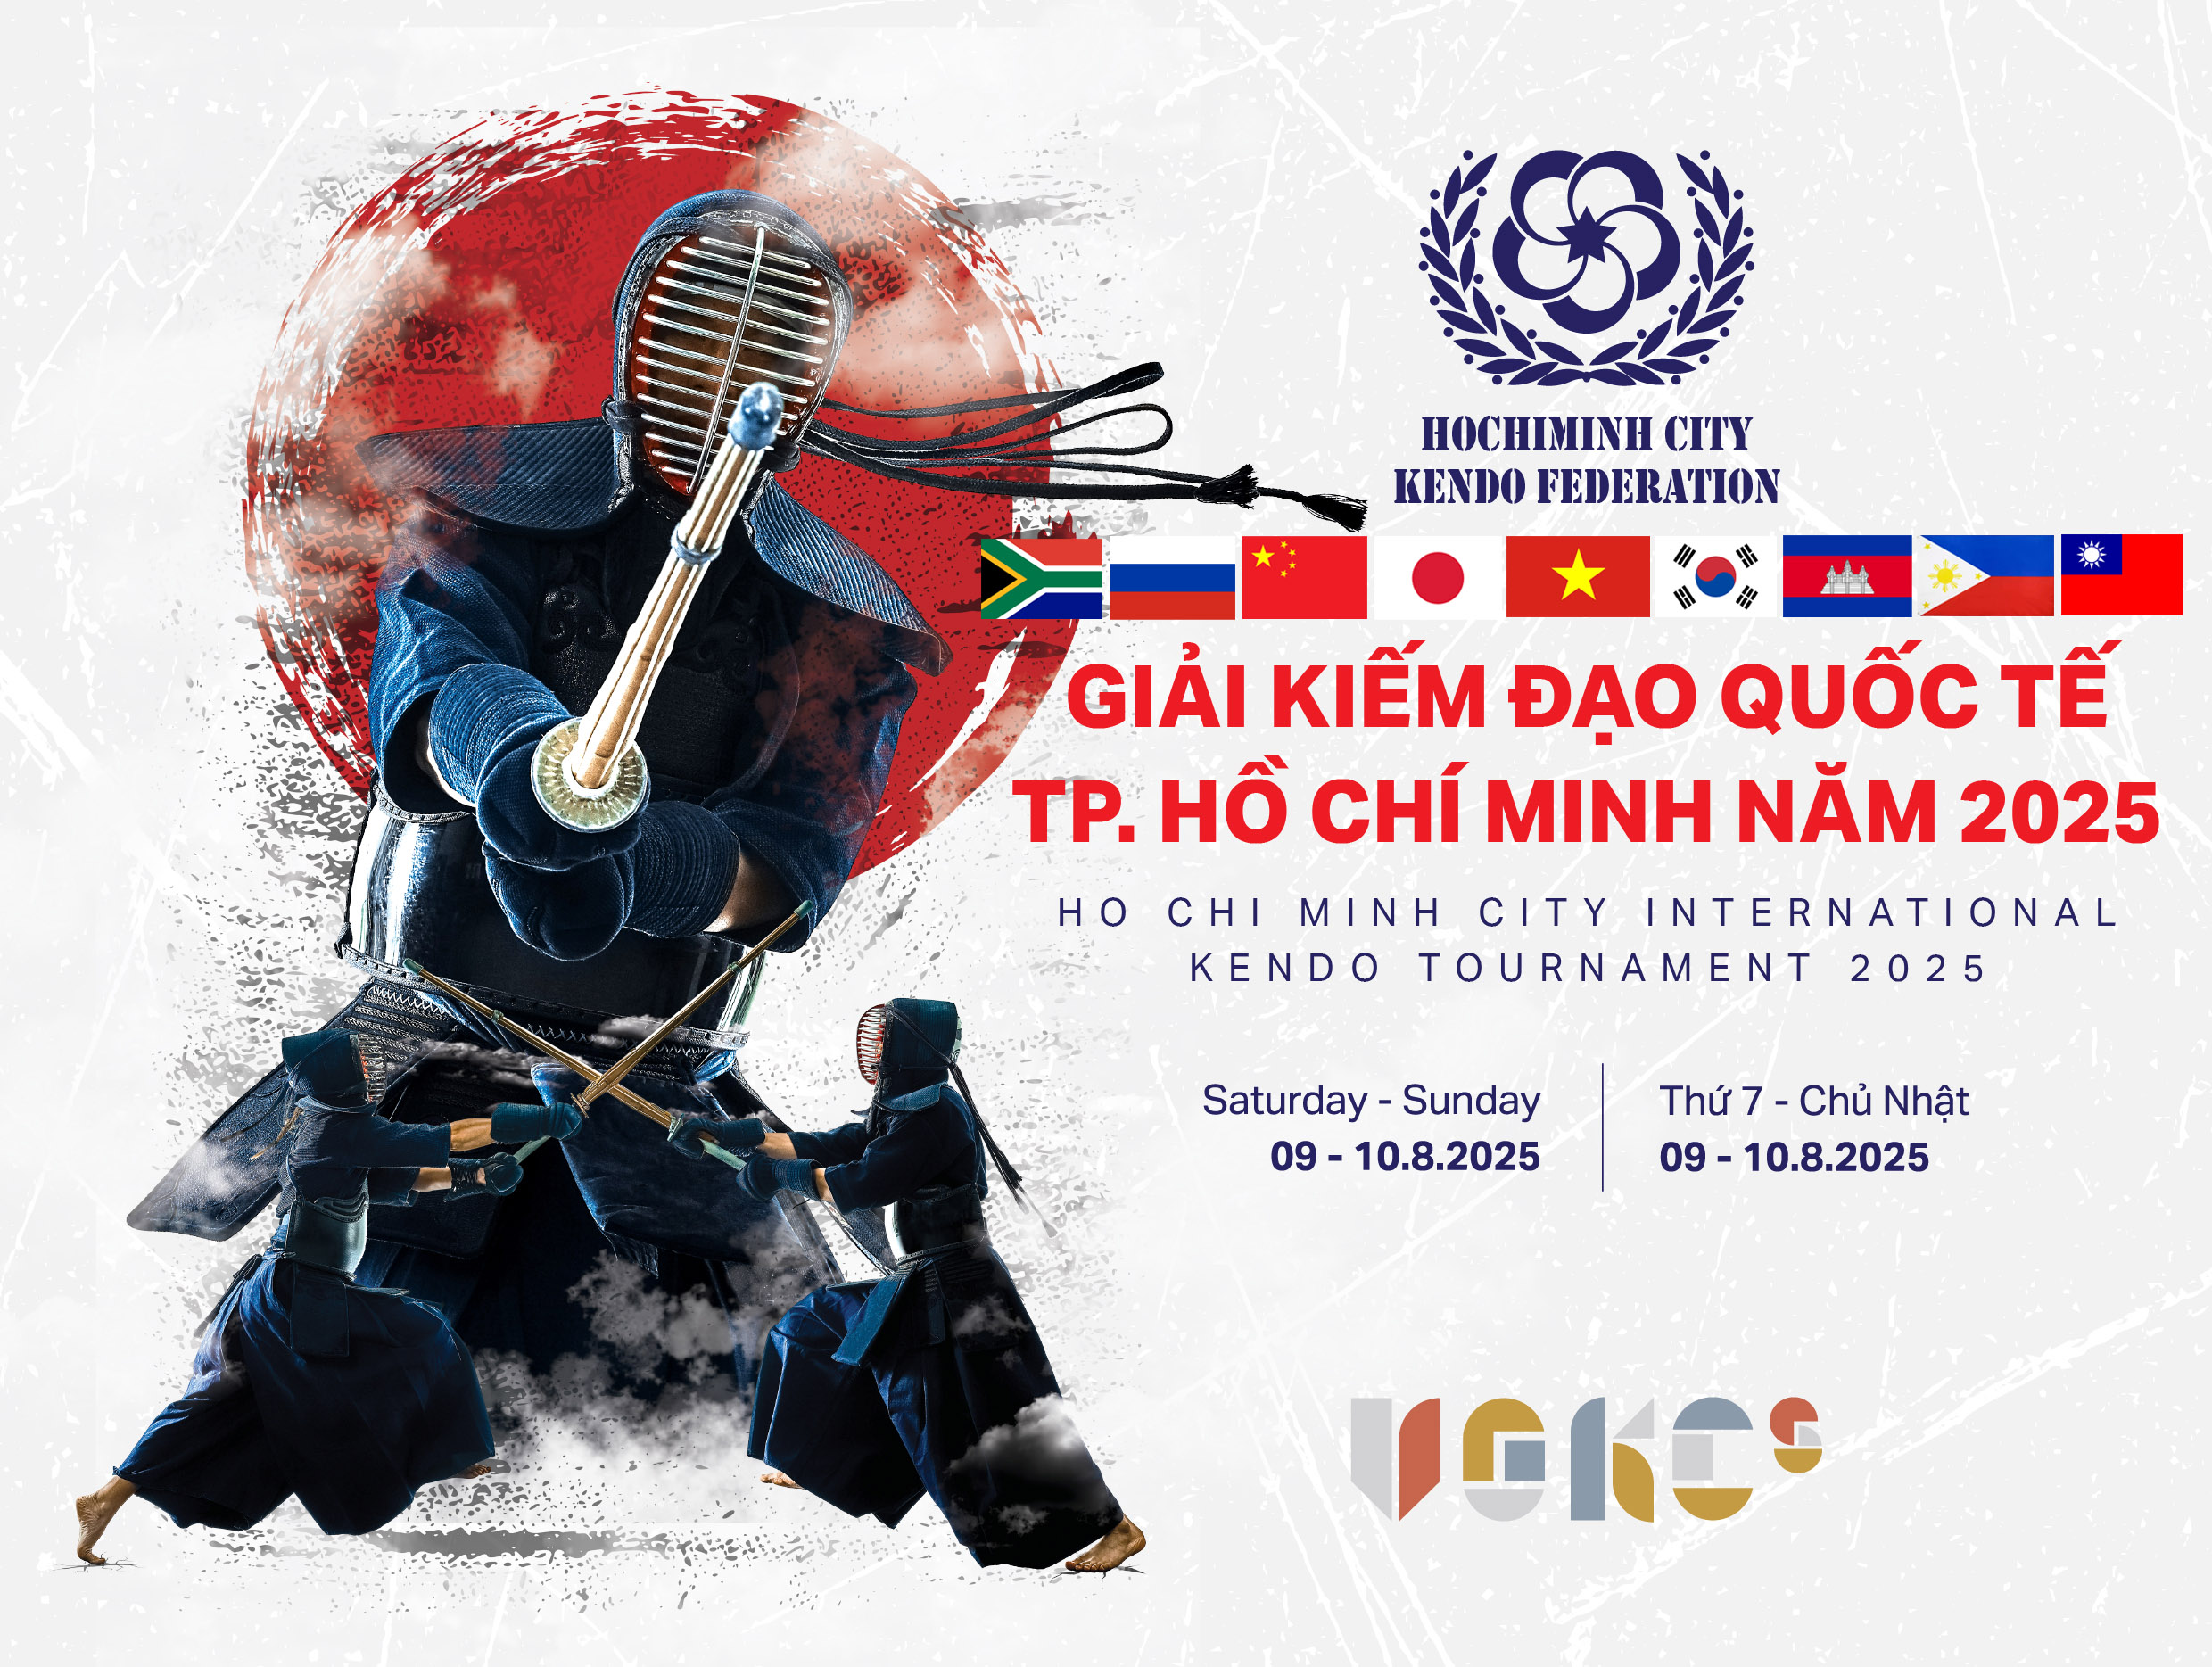 HOCHIMINH CITY
KENDO FEDERATION
GIẢI KIẾM ĐẠO QUỐC TẾ
TP. HỒ CHÍ MINH NĂM 2025
HO CHI MINH CITY INTERNATIONAL
KENDO TOURNAMENT 2025
Saturday - Sunday
09 - 10.8.2025
Thứ 7 - Chủ Nhật
09 - 10.8.2025